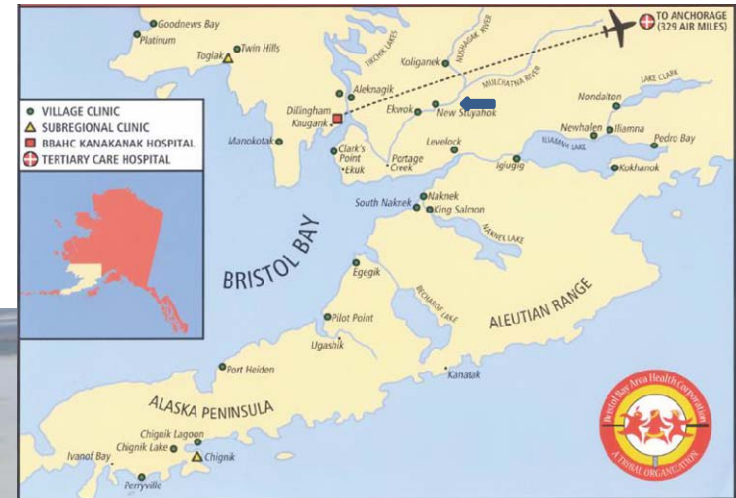 TO ANCHORAGE
(329 AIR MILES)
Goodnews Bay
Platinum
Twin Hills
Togiak
TIKCHIK LAKES
Koliganek
NUSHAGAK RIVER
MULCHATNA RIVER
Aleknagik
Dillingham
Kanakanak
Ekwok
New Stuyahok
LAKE CLARK
Nondalton
Newhalen
Iliamna
Pedro Bay
ILIAMNA LAKE
Kokhanok
Manokotak
Clark's
Point
Ekuk
Portage
Creek
Levelock
Igiugig
VILLAGE CLINIC
SUBREGIONAL CLINIC
BBAHC KANAKANAK HOSPITAL
TERTIARY CARE HOSPITAL
South Naknek
Naknek
King Salmon
NAKNEK LAKE
BRISTOL BAY
Egegik
BECHAROF LAKE
ALEUTIAN RANGE
Pilot Point
Ugashik
Port Heiden
Kanatak
ALASKA PENINSULA
Chignik Lagoon
Chignik Lake
Chignik
Ivanof Bay
Perryville
Bristol Bay Area Health Corporation
A TRIBAL ORGANIZATION